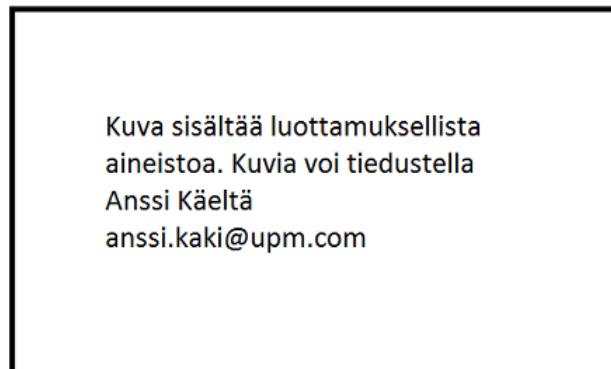 Kuva sisältää luottamuksellista
aineistoa. Kuvia voi tiedustella
Anssi Käeltä
anssi.kaki@upm.com